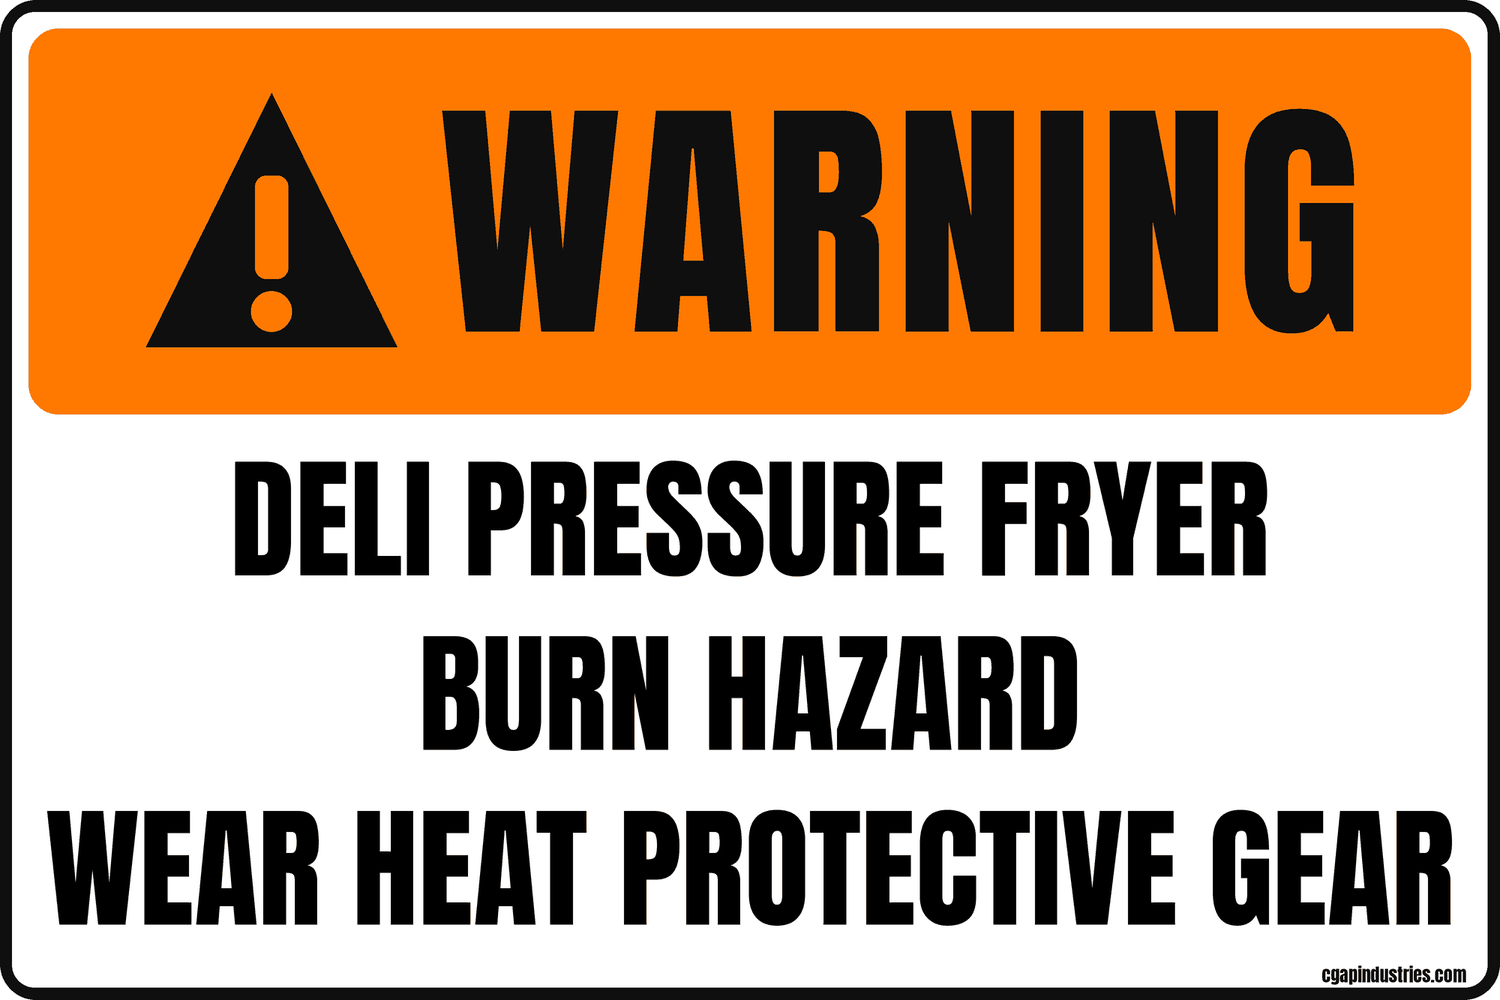 WARNING
DELI PRESSURE FRYER
BURN HAZARD
WEAR HEAT PROTECTIVE GEAR
cgapindustries.com